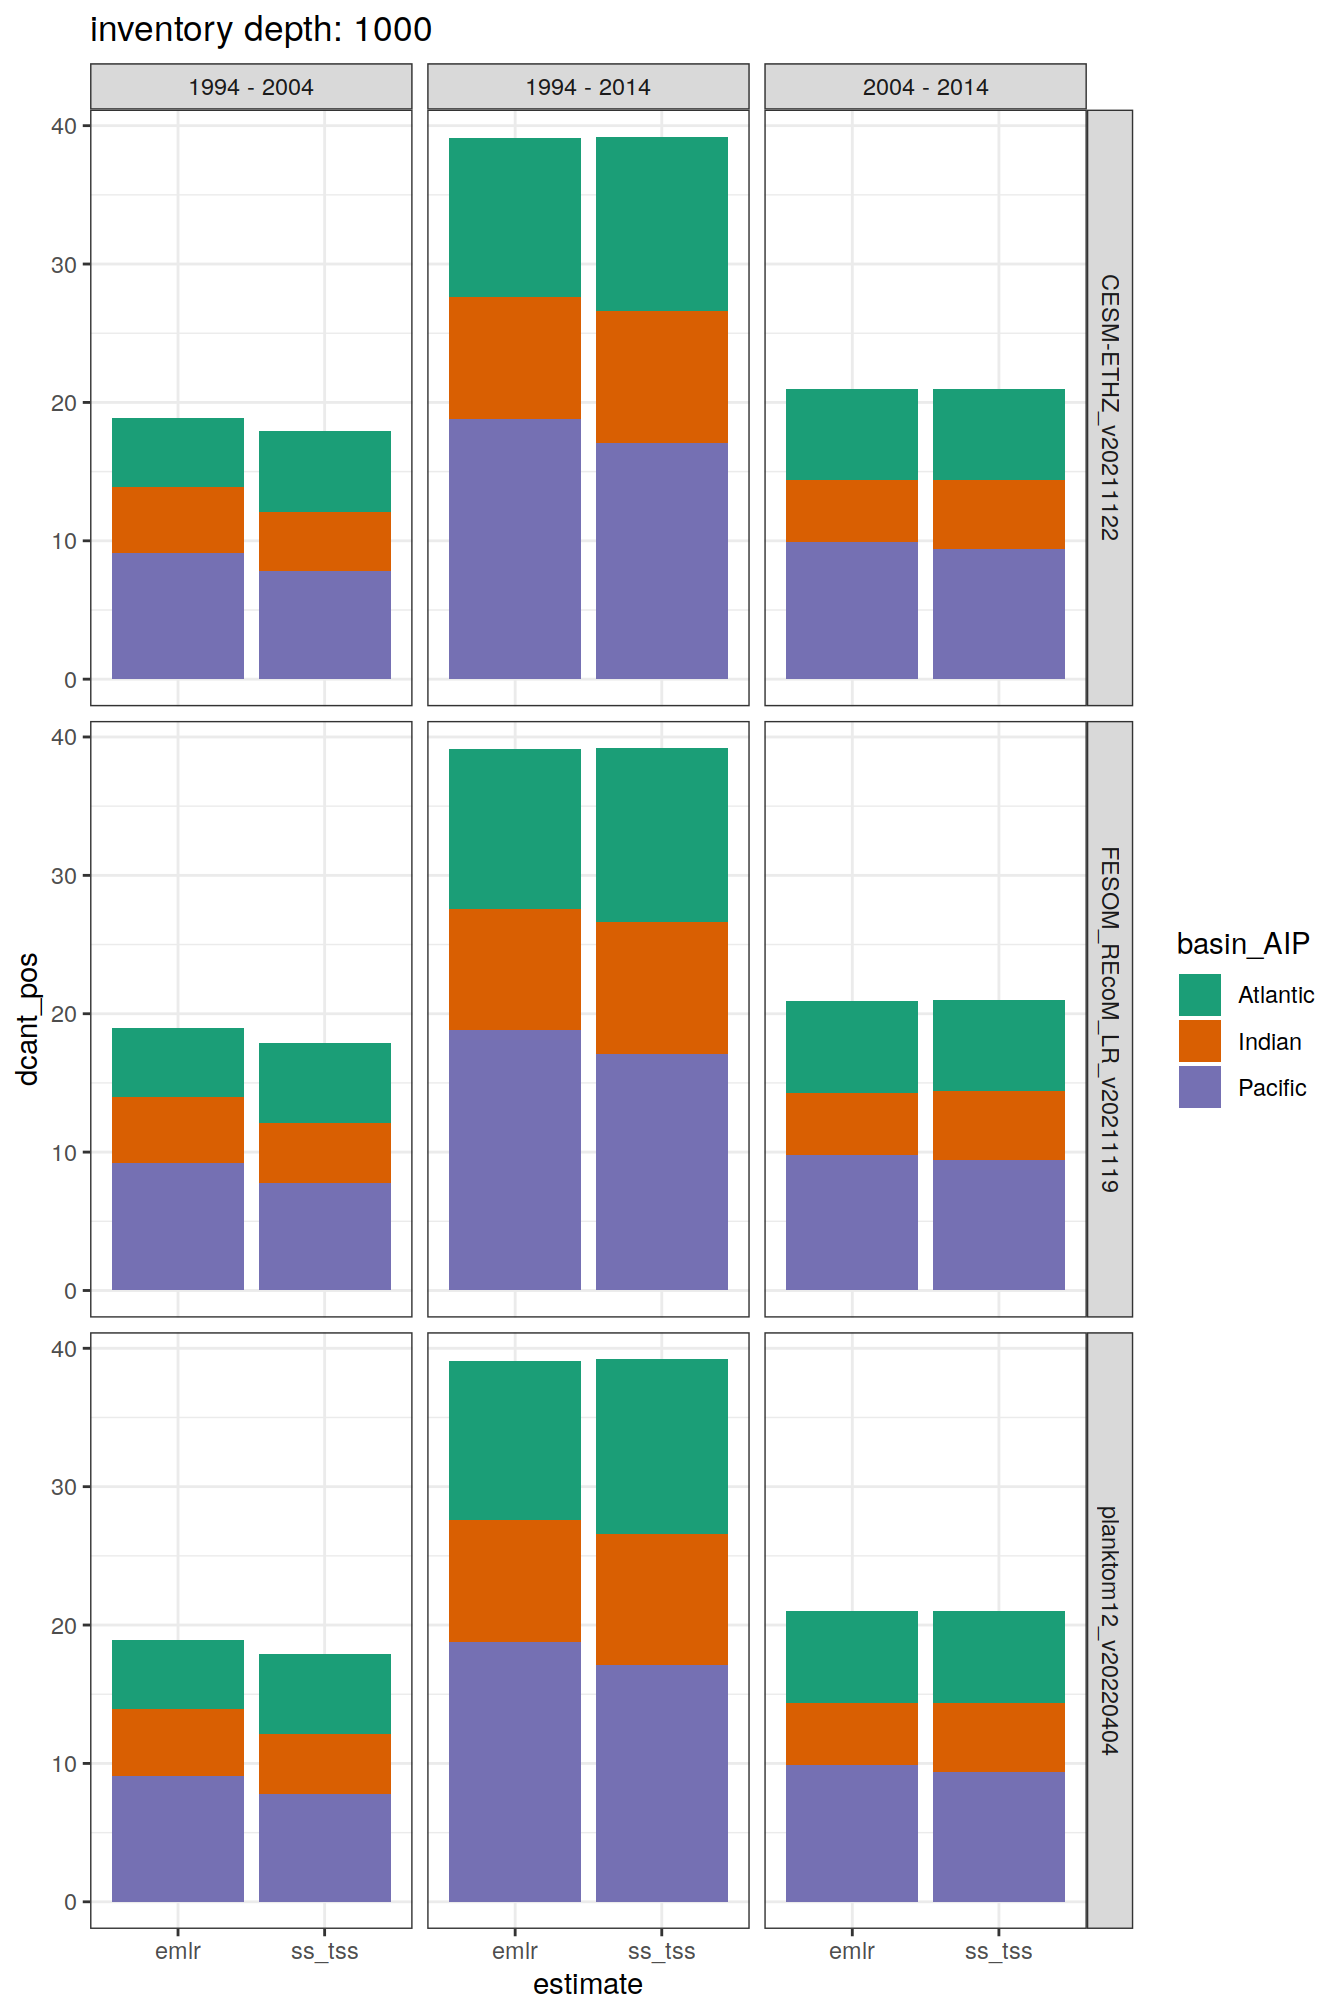 inventory depth: 1000
1994 - 2004
1994 - 2014
2004 - 2014
40
30
20
10
0
CESM-ETHZ_v20211122
40
30
20
10
0
FESOM_REcoM_LR_v20211119
40
30
20
10
0
planktom12_v20220404
dcant_pos
emlr
ss_tss
emlr
ss_tss
emlr
ss_tss
estimate
basin_AIP
Atlantic
Indian
Pacific